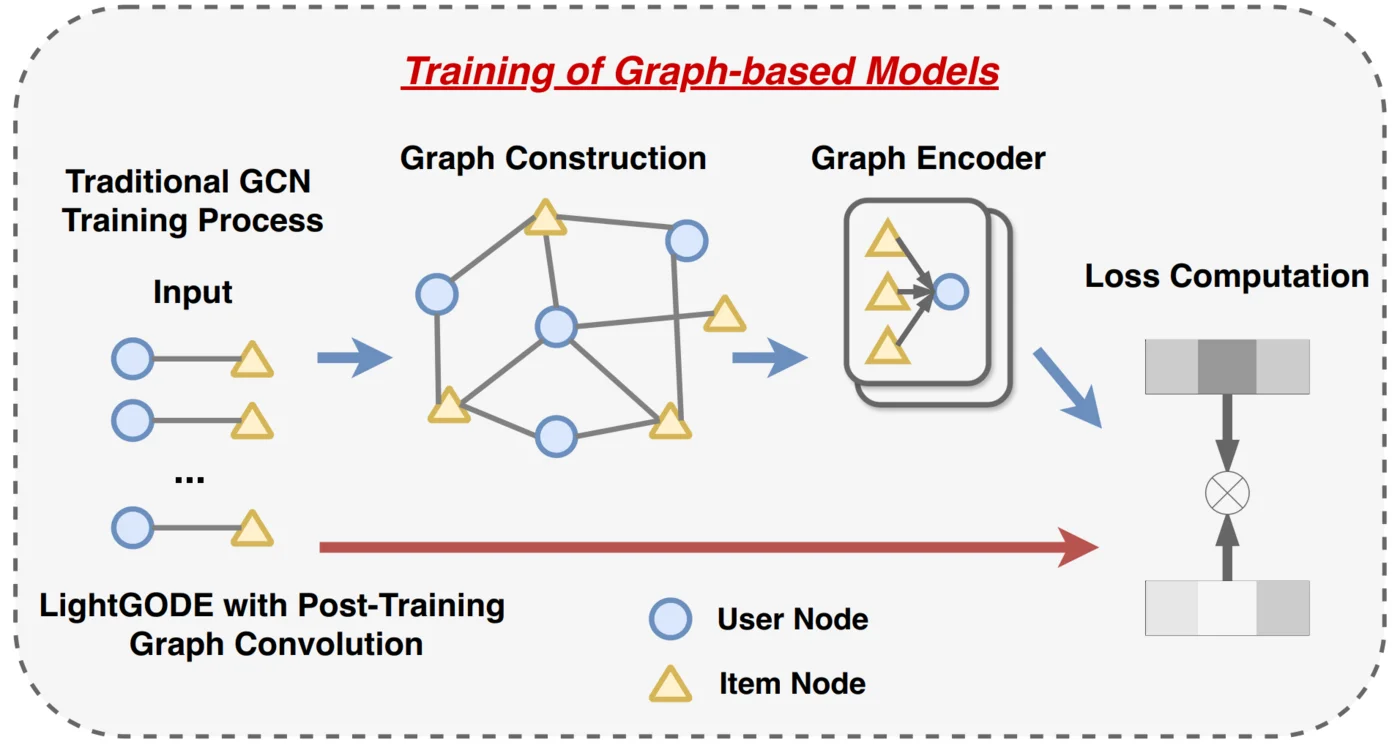 Training of Graph-based Models
Traditional GCN
Training Process
Graph Construction
Graph Encoder
Input
Loss Computation
...
LightGODE with Post-Training
Graph Convolution
User Node
Item Node